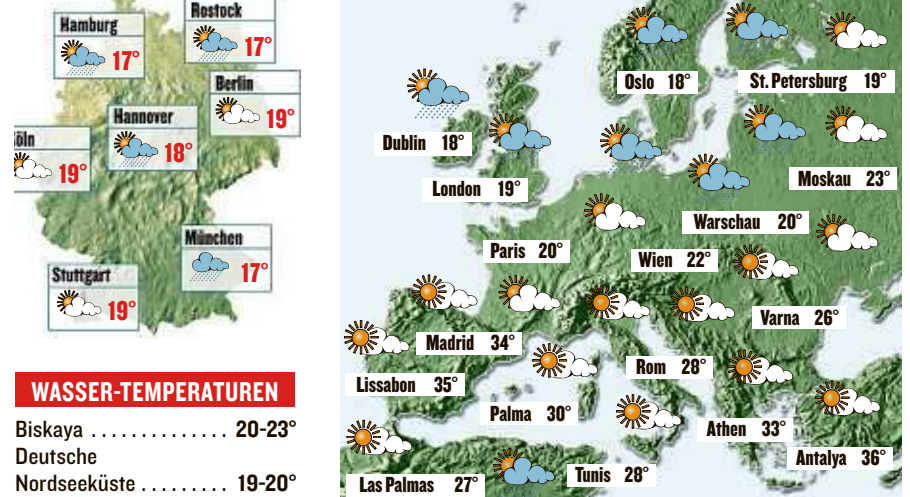 Hamburg
17°
Rostock
17°
Berlin
19°
Hannover
18°
öln
19°
München
17°
Stuttgart
19°
WASSER-TEMPERATUREN
Biskaya .............. 20-23°
Deutsche
Nordseeküste ......... 19-20°
Oslo 18°
St. Petersburg 19°
Dublin 18°
London 19°
Moskau 23°
Warschau 20°
Paris 20°
Wien 22°
Varna 26°
Madrid 34°
Rom 28°
Lissabon 35°
Palma 30°
Athen 33°
Antalya 36°
Las Palmas 27°
Tunis 28°